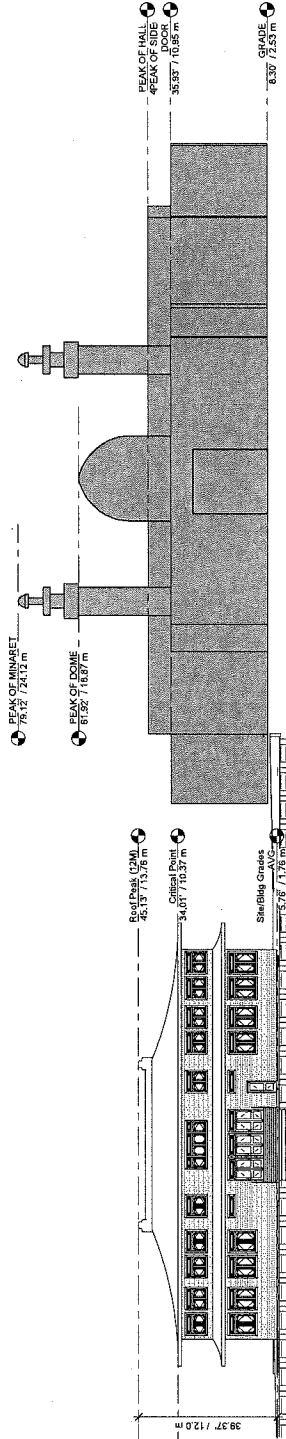 PEAK OF MINARET
79.12' / 24.12 m
PEAK OF DOME
61.92' / 18.87 m
PEAK OF HALL
4PEAK OF SIDE
DOOR
35.93' / 10.95 m
GRADE
8.30' / 2.53 m
Roof Peak (12M)
45.13' / 13.76 m
Critical Point
34.01' / 10.37 m
Site/Bldg Grades
AVG
5.76' / 1.76 m
39.37' / 12.0 m